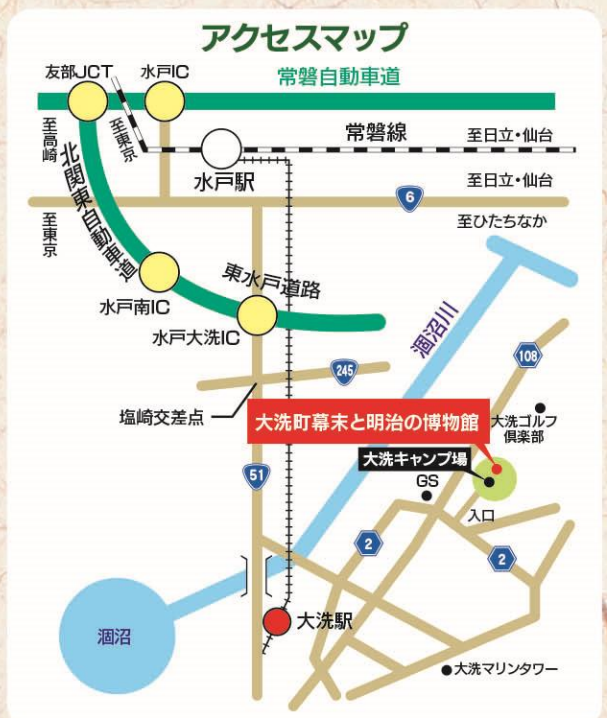 アクセスマップ
友部JCT
水戸IC
常磐自動車道
至高崎
至東京
常磐線
至日立・仙台
水戸駅
至日立・仙台
6
至東京
北関東自動車道
至ひたちなか
東水戸道路
水戸南IC
水戸大洗IC
涸沼川
108
245
塩崎交差点
大洗ゴルフ
倶楽部
大洗町幕末と明治の博物館
大洗キャンプ場
GS
51
入口
2
2
大洗駅
涸沼
大洗マリンタワー